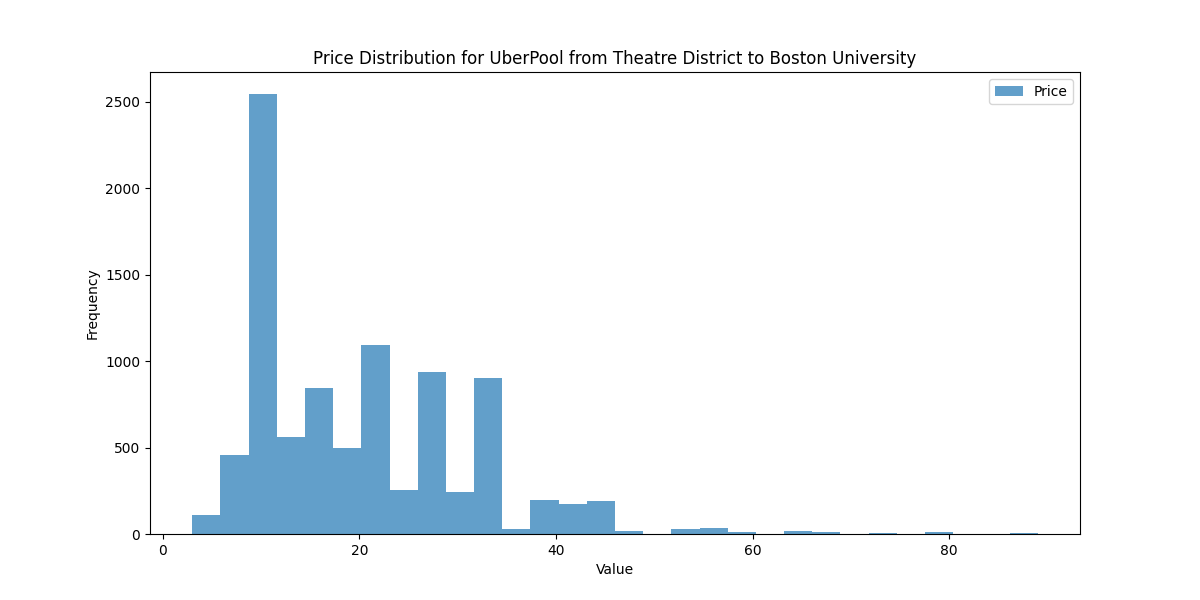 Price Distribution for UberPool from Theatre District to Boston University
Price
2500
2000
1500
1000
500
0
Frequency
0
20
40
60
80
Value